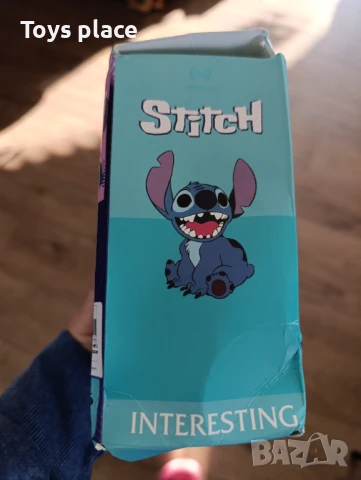 Toys place
STITCH
INTERESTING
BAZAR